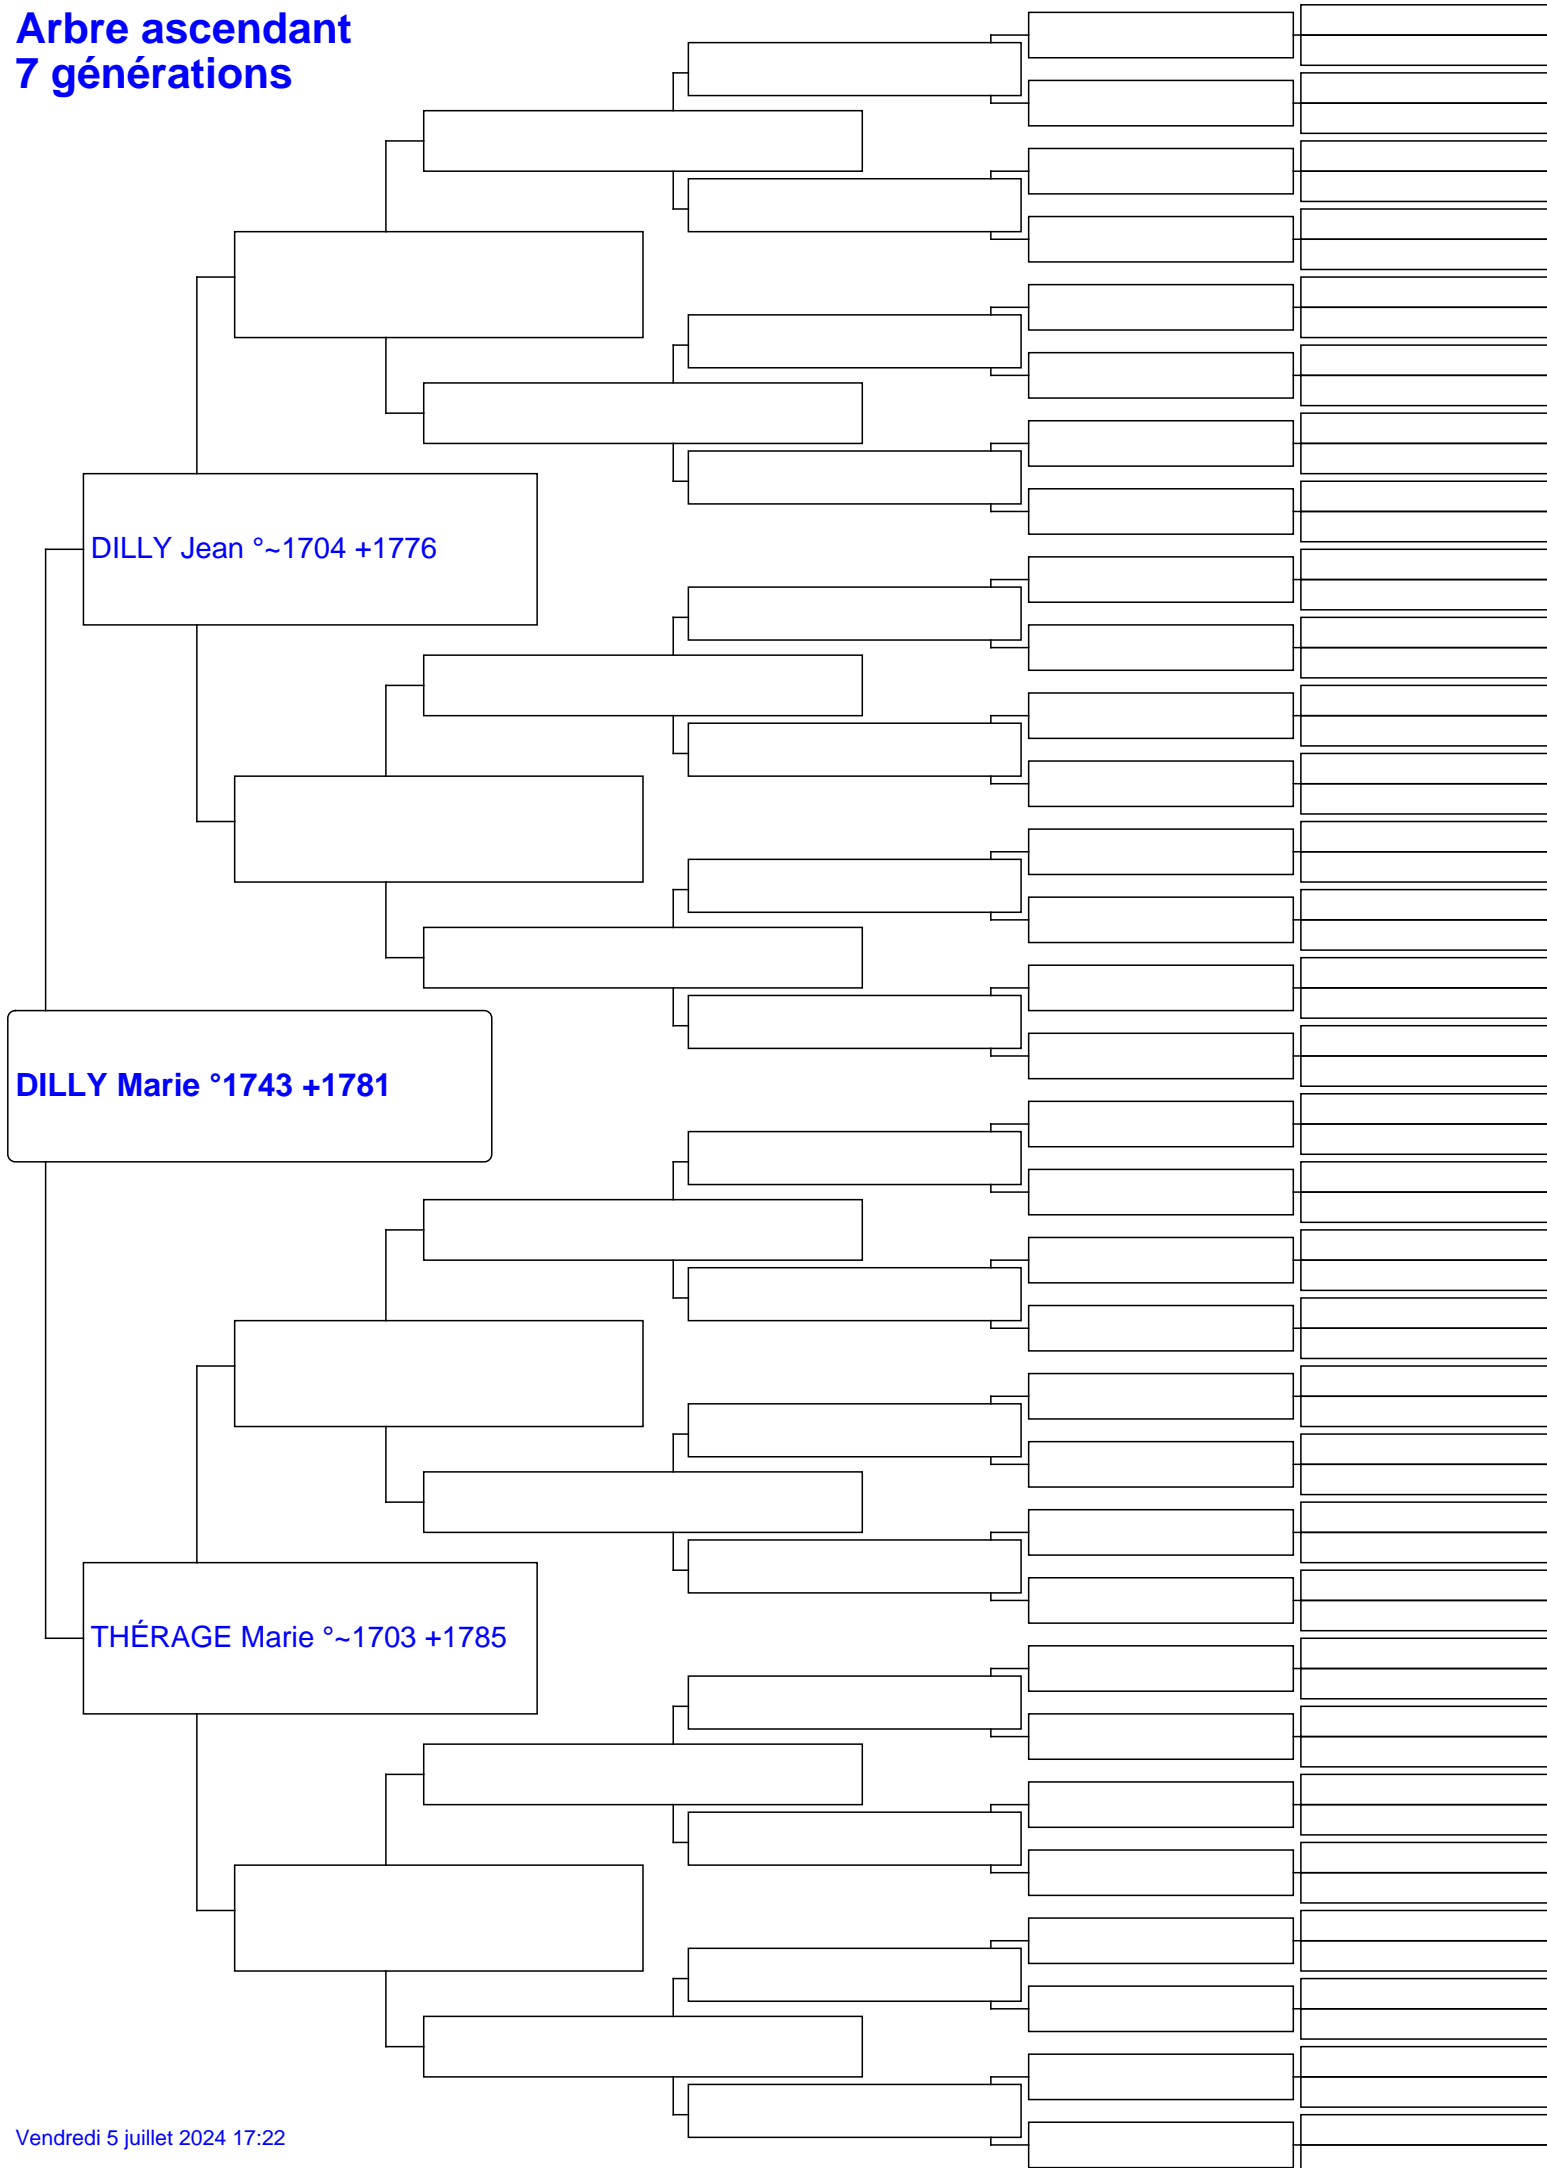 Arbre ascendant
7 générations
DILLY Jean °~1704 +1776
DILLY Marie °1743 +1781
THÉRAGE Marie °~1703 +1785
Vendredi 5 juillet 2024 17:22